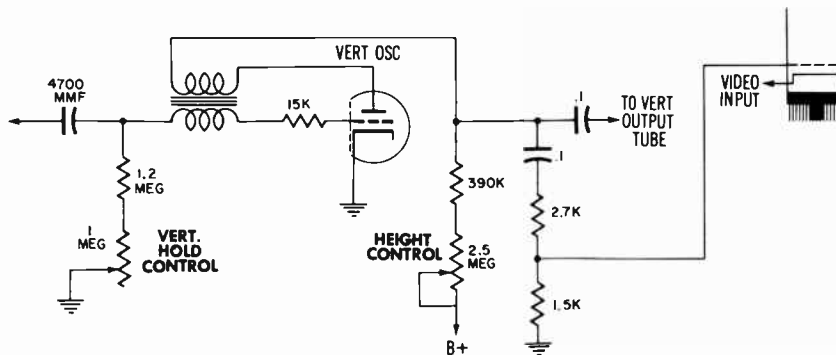 4700
MMF
VERT OSC
15K
1.2
MEG
1
MEG
VERT.
HOLD
CONTROL
390K
HEIGHT
CONTROL
2.5
MEG
B+
.1
TO VERT
OUTPUT
TUBE
.1
2.7K
1.5K
VIDEO
INPUT